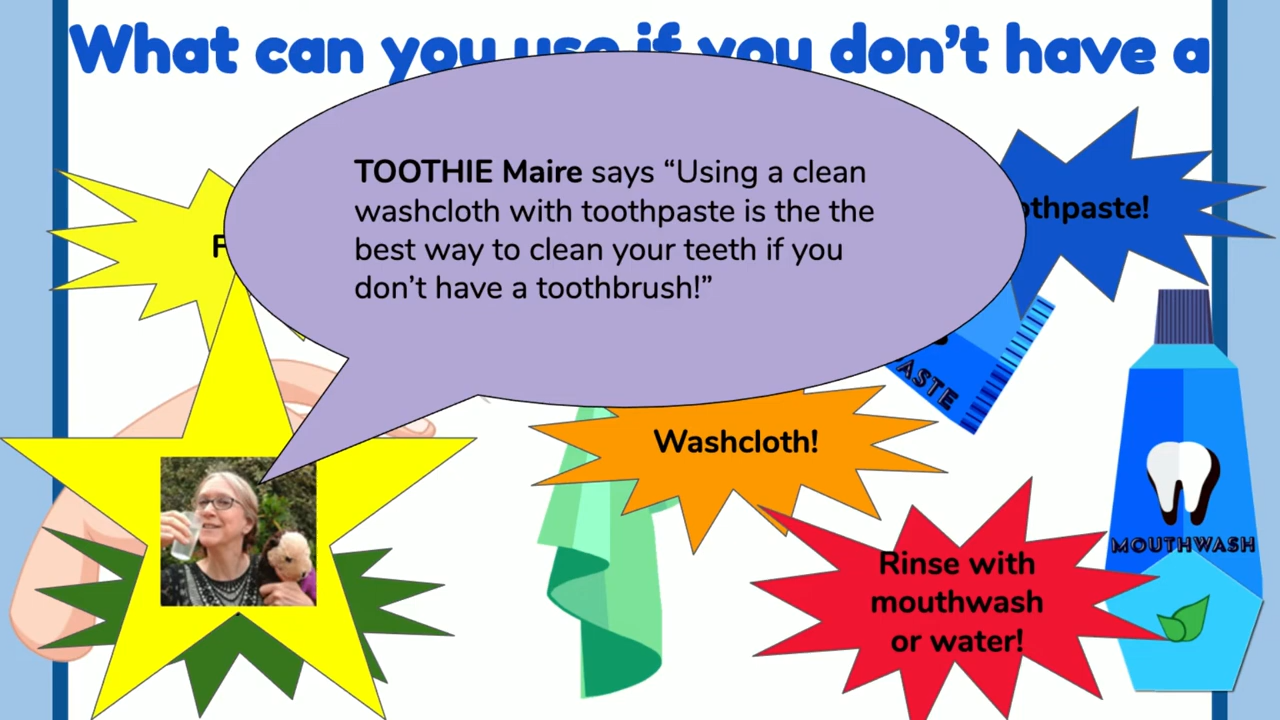 What can you use if you don't have a
TOOTHIE Maire says “Using a clean
washcloth with toothpaste is the the
best way to clean your teeth if you
don't have a toothbrush!”
Washcloth!
Rinse with
mouthwash
or water!
MOUTHWASH